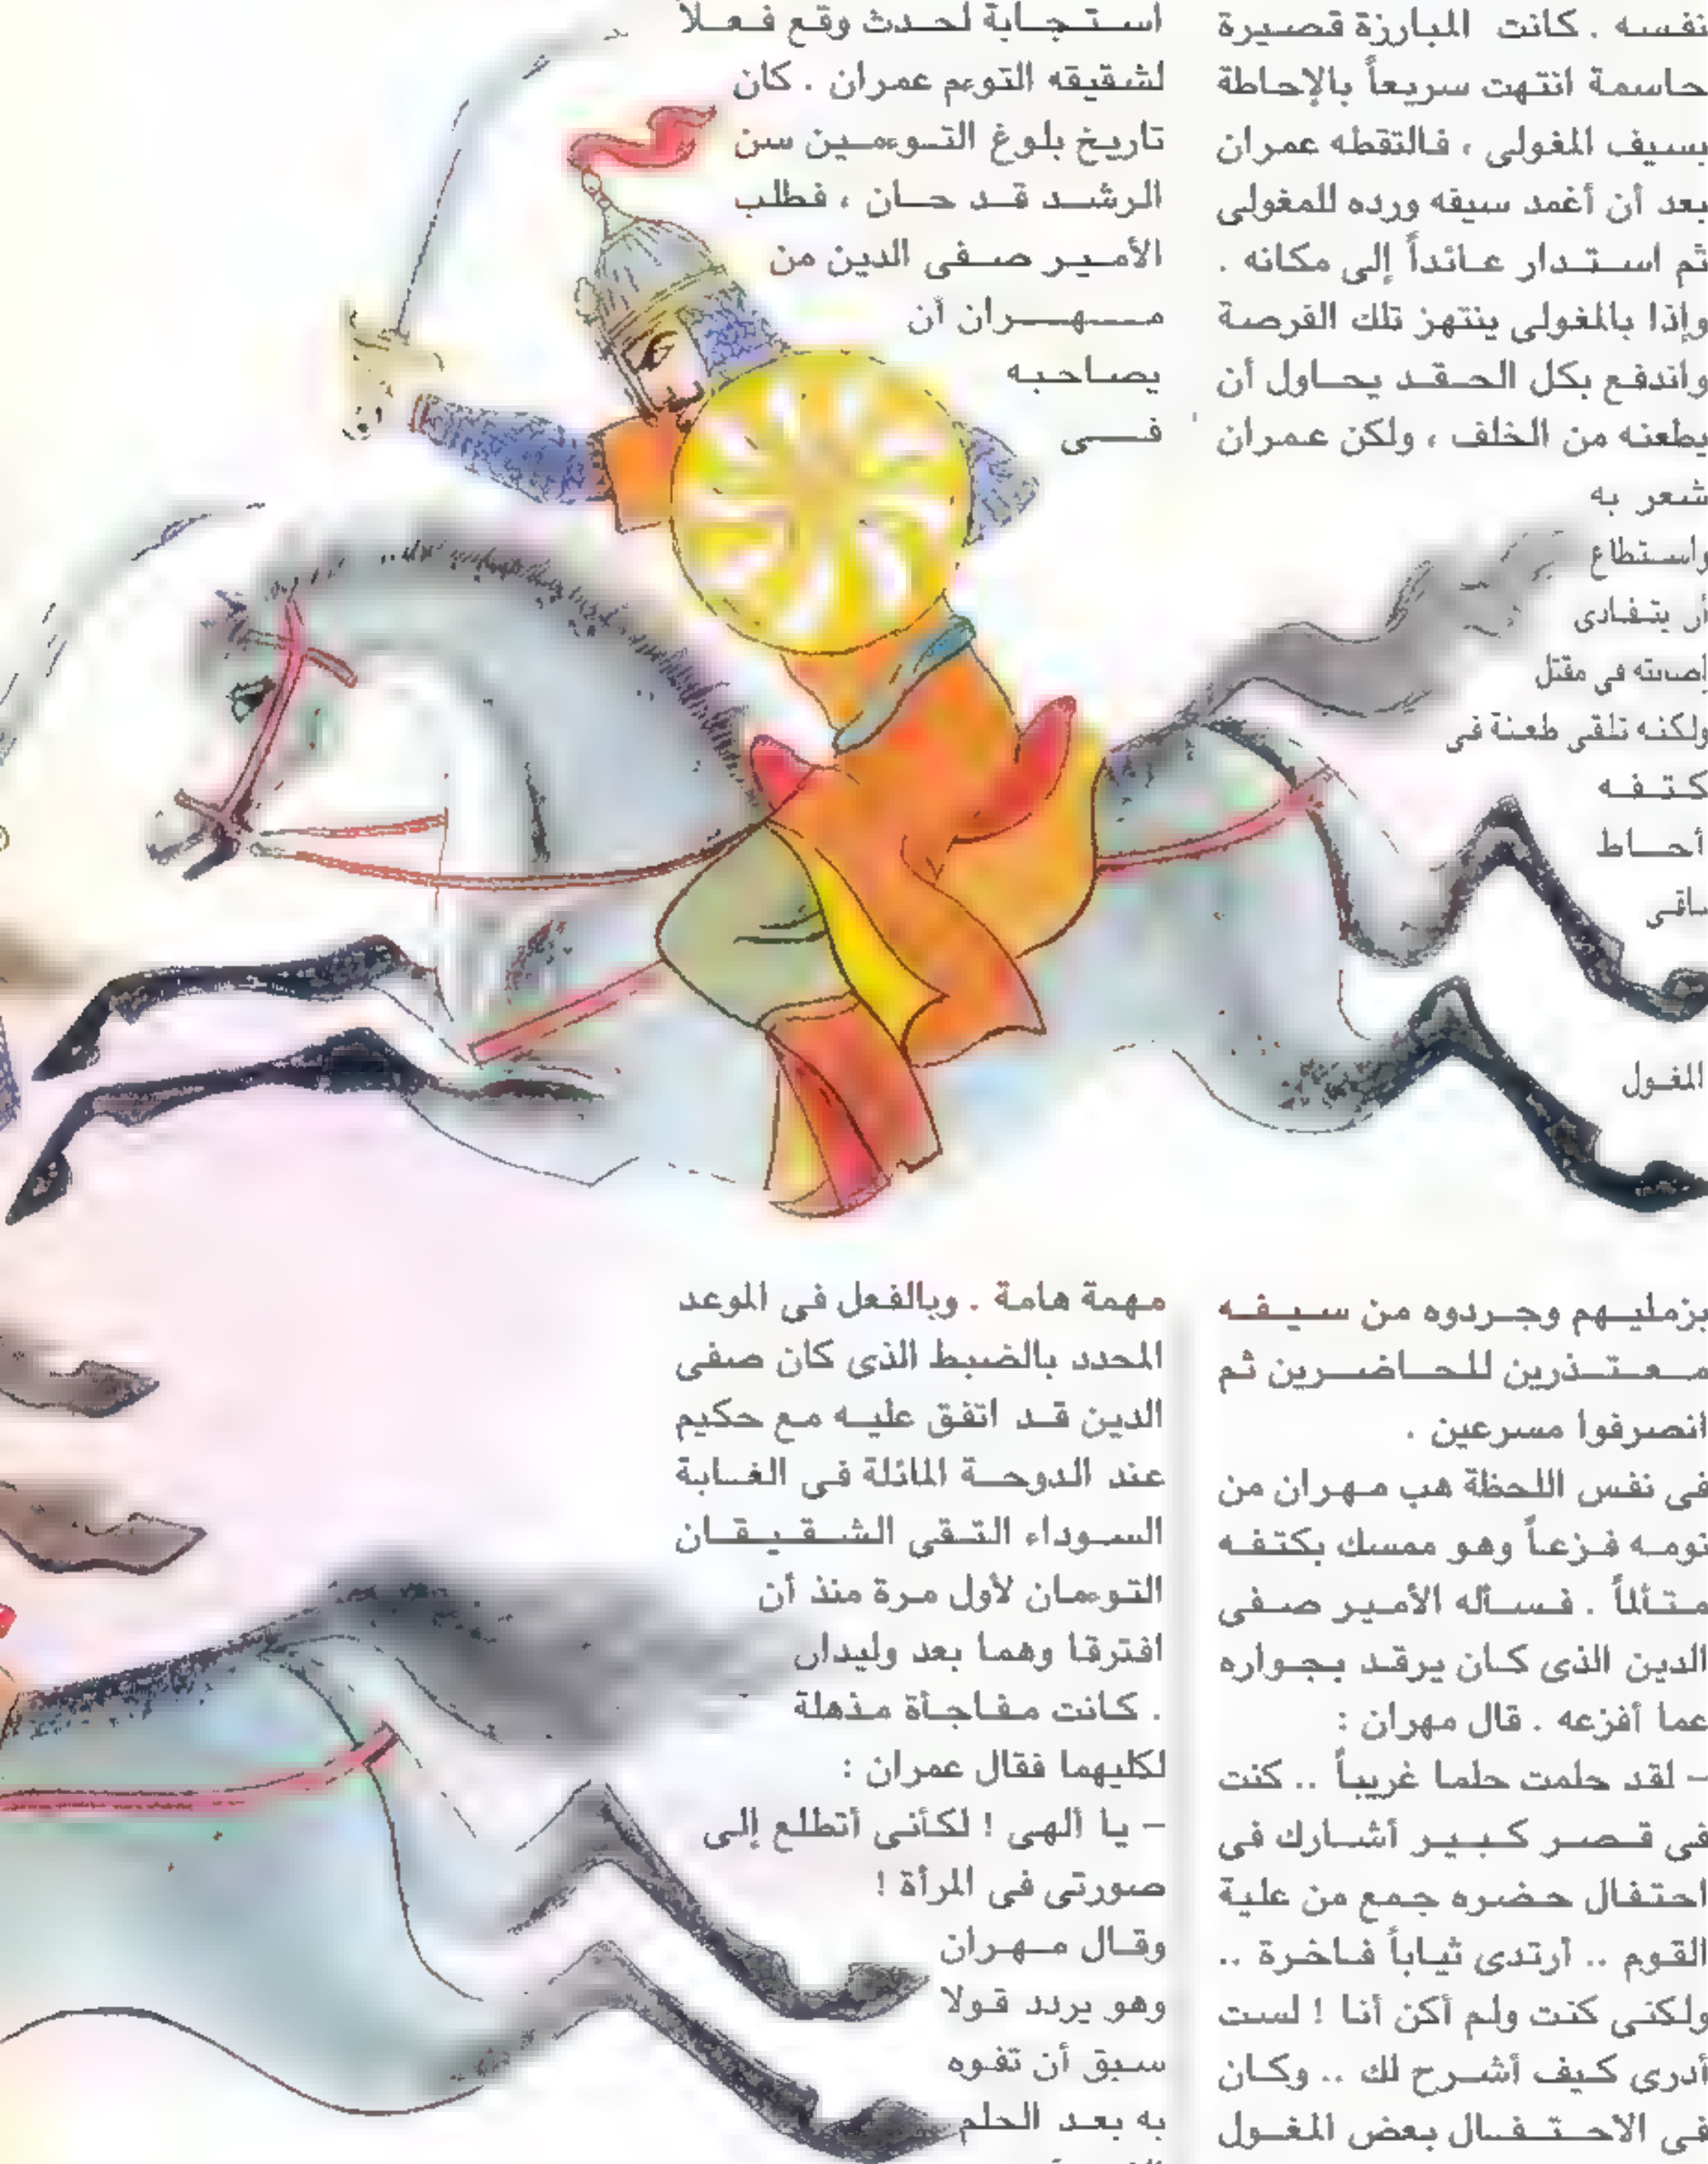 نفسه . كانت المبارزة قصيرة
حاسمة انتهت سريعاً بالإحاطة
بسيف المغولى ، فالتقطه عمران
بعد أن أغمد سيفه ورده للمغولى
ثم استدار عائداً إلى مكانه .
وإذا بالمغولى ينتهز تلك الفرصة
واندفع بكل الحقد يحاول أن
يطعنه من الخلف ، ولكن عمران
شعر به
واستطاع
أن يتفادى
إصابته فى مقتل
ولكنه تلقى طعنة فى
كتفه
أحاط
باقى
المغول
بزمليهم وجردوه من سيفه
معتذرين للحاضرين ثم
انصرفوا مسرعين .
فى نفس اللحظة هب مهران من
نومه فزعاً وهو ممسك بكتفه
متألماً . فسأله الأمير صفى
الدين الذى كان يرقد بجواره
عما أفزعه . قال مهران :
– لقد حلمت حلما غريباً .. كنت
فى قصر كبير أشارك فى
احتفال حضره جمع من علية
القوم .. أرتدى ثياباً فاخرة ..
ولكنى كنت ولم أكن أنا ! لست
أدرى كيف أشرح لك .. وكان
فى الاحتفال بعض المغول
استجابة لحدث وقع فعلاً
لشقيقه التوءم عمران . كان
تاريخ بلوغ التوءمين سن
الرشد قد حان ، فطلب
الأمير صفى الدين من
مهران أن
يصاحبه
فى
مهمة هامة . وبالفعل فى الموعد
المحدد بالضبط الذى كان صفى
الدين قد اتفق عليه مع حكيم
عند الدوحة المائلة فى الغابة
السوداء التقى الشقيقان
التوءمان لأول مرة منذ أن
افترقا وهما بعد وليدان
. كانت مفاجأة مذهلة
لكليهما فقال عمران :
– يا ألهى ! لكأنى أتطلع إلى
صورتى فى المرأة !
وقال مهران
وهو يردد قولا
سبق أن تفوه
به بعد الحلم